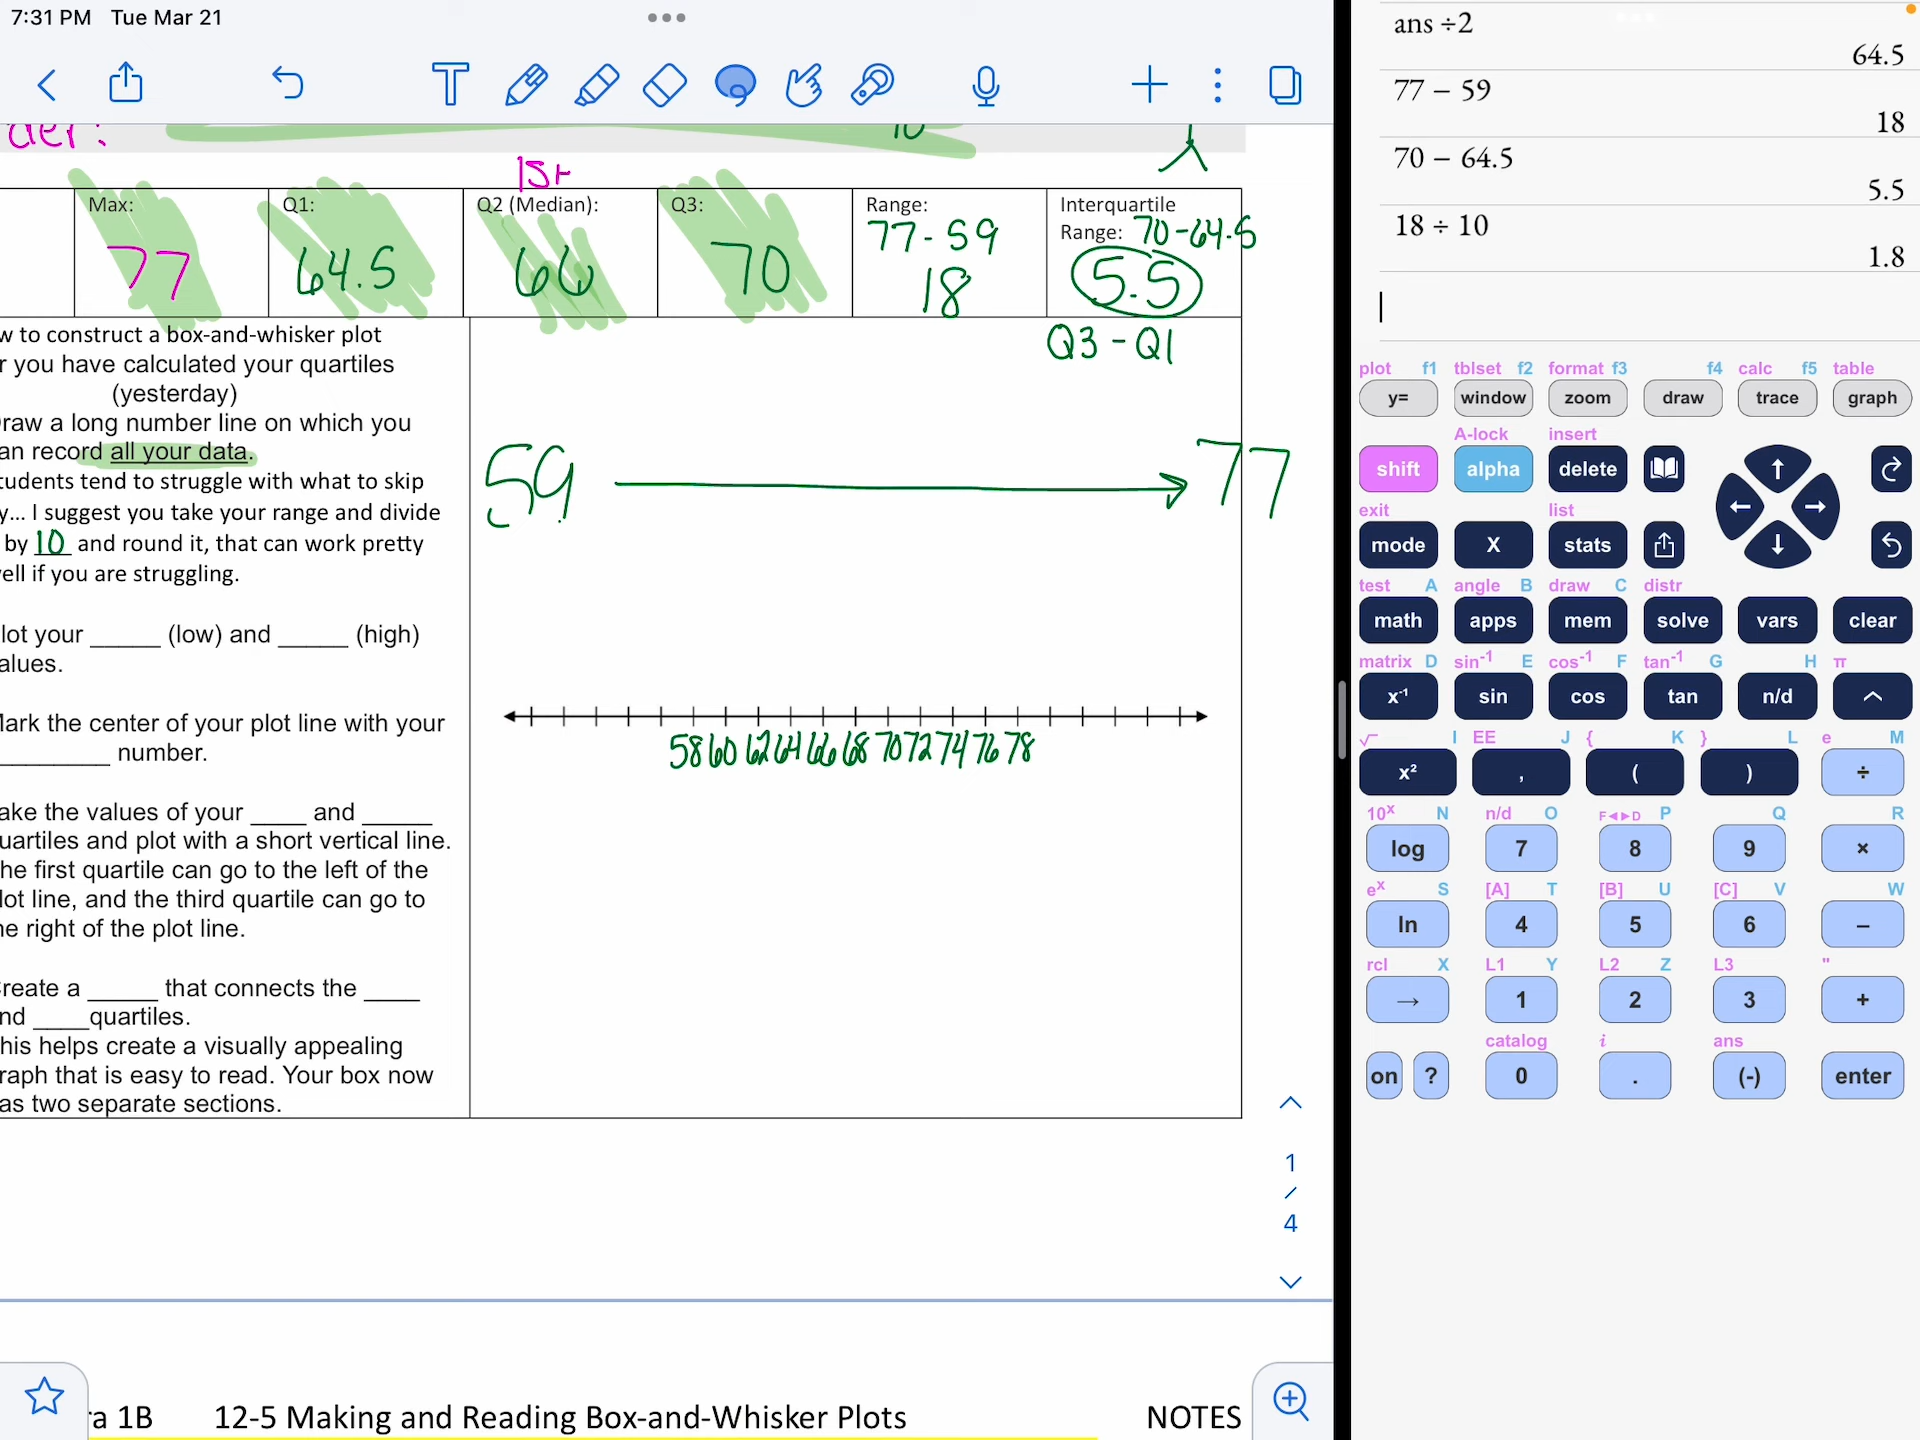 7:31 PM Tue Mar 21
10
1st
Max:
77
Q1:
64.5
Q2 (Median):
66
Q3:
70
Range:
77-59
18
Interquartile
Range: 70-64.5
5.5
Q3 - Q1
w to construct a box-and-whisker plot
r you have calculated your quartiles
(yesterday)
raw a long number line on which you
an record all your data.
tudents tend to struggle with what to skip
y... I suggest you take your range and divide
by 10 and round it, that can work pretty
ell if you are struggling.
lot your _____ (low) and _____ (high)
alues.
lark the center of your plot line with your
________ number.
ake the values of your ____ and _____
uartiles and plot with a short vertical line.
he first quartile can go to the left of the
lot line, and the third quartile can go to
he right of the plot line.
reate a _____ that connects the ____
nd ____quartiles.
his helps create a visually appealing
raph that is easy to read. Your box now
as two separate sections.
59 77
58 60 62 64 66 68 70 72 74 76 78
1
/
4
ra 1B 12-5 Making and Reading Box-and-Whisker Plots NOTES
ans ÷2
64.5
77 – 59
18
70 – 64.5
5.5
18 ÷ 10
1.8
plot f1 tblset f2 format f3 f4 calc f5 table
y= window zoom draw trace graph
A-lock insert
shift alpha delete
exit list
mode X stats
test A angle B draw C distr
math apps mem solve vars clear
matrix D sin⁻¹ E cos⁻¹ F tan⁻¹ G H π
x⁻¹ sin cos tan n/d ^
√‾ I EE J { K } L e M
x² , ( ) ÷
10ˣ N n/d O F◄►D P Q R
log 7 8 9 ×
eˣ S [A] T [B] U [C] V W
ln 4 5 6 –
rcl X L1 Y L2 Z L3 "
→ 1 2 3 +
catalog i ans
on ? 0 . (-) enter